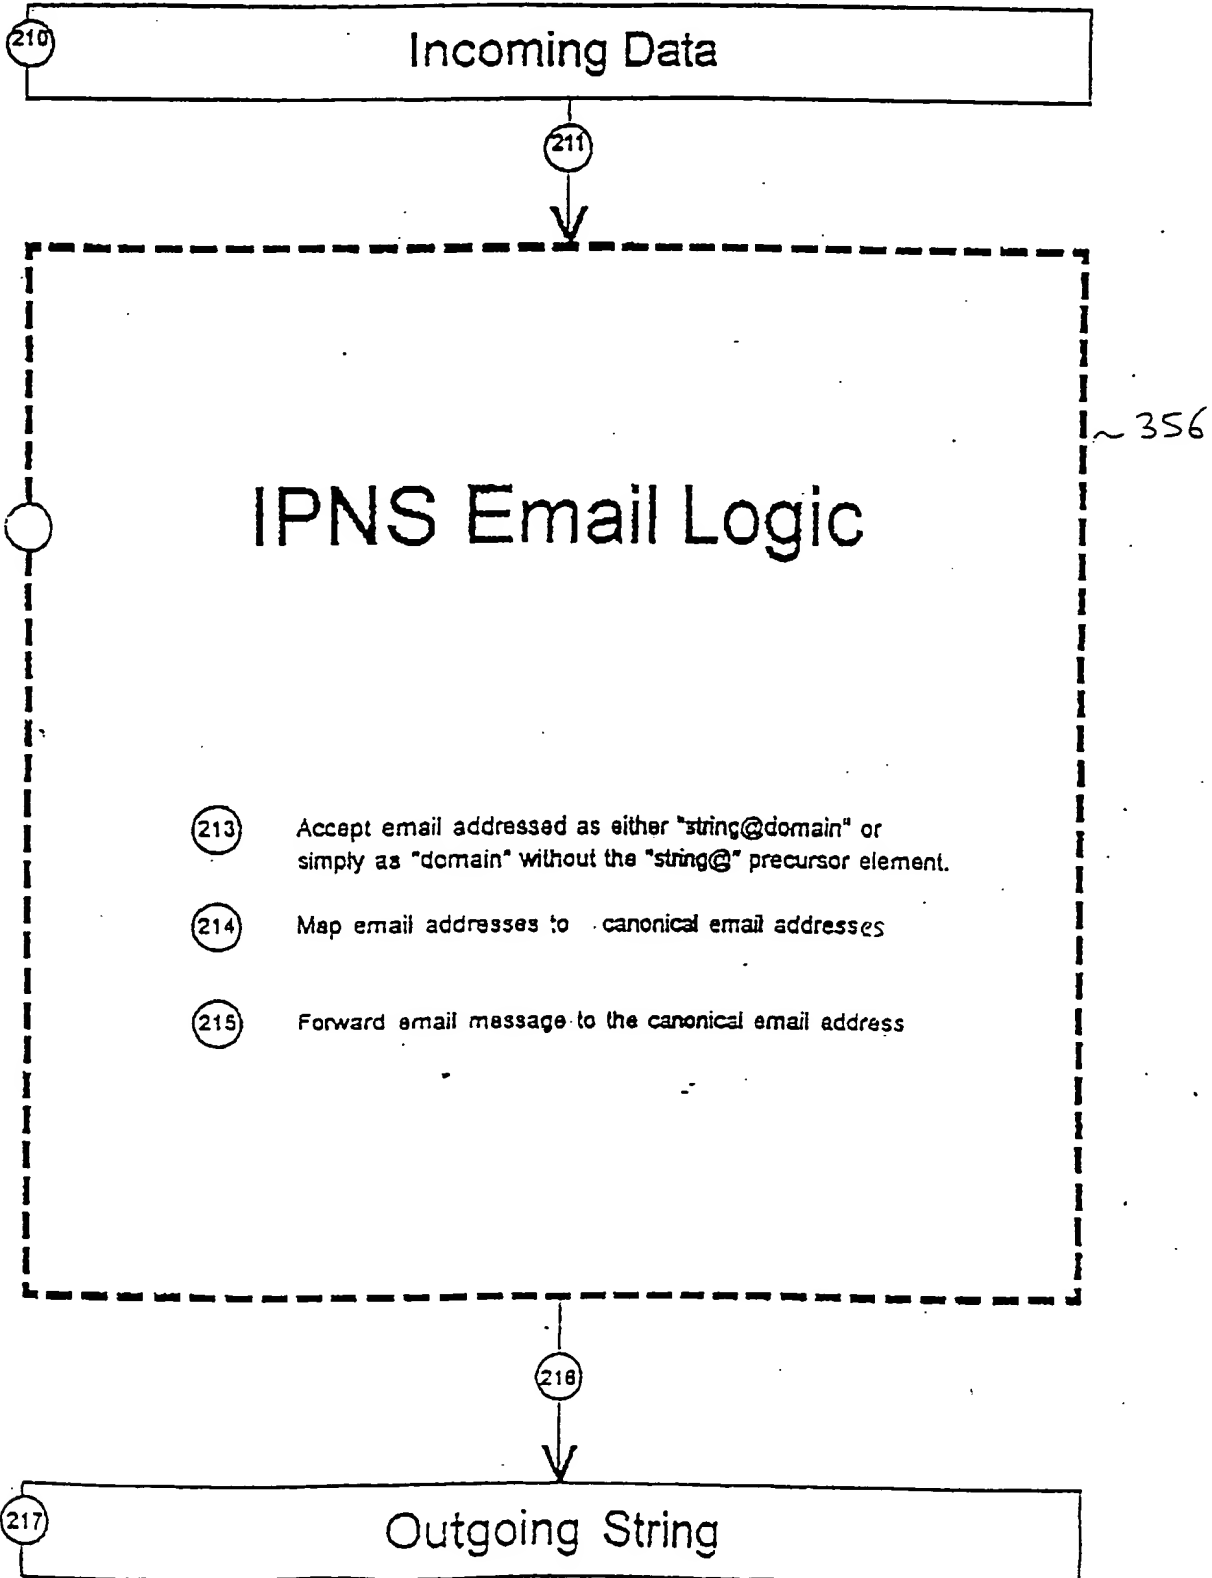 210
Incoming Data
211
~ 356
IPNS Email Logic
213 Accept email addressed as either "string@domain" or
simply as "domain" without the "string@" precursor element.
214 Map email addresses to canonical email addresses
215 Forward email message to the canonical email address
216
217
Outgoing String